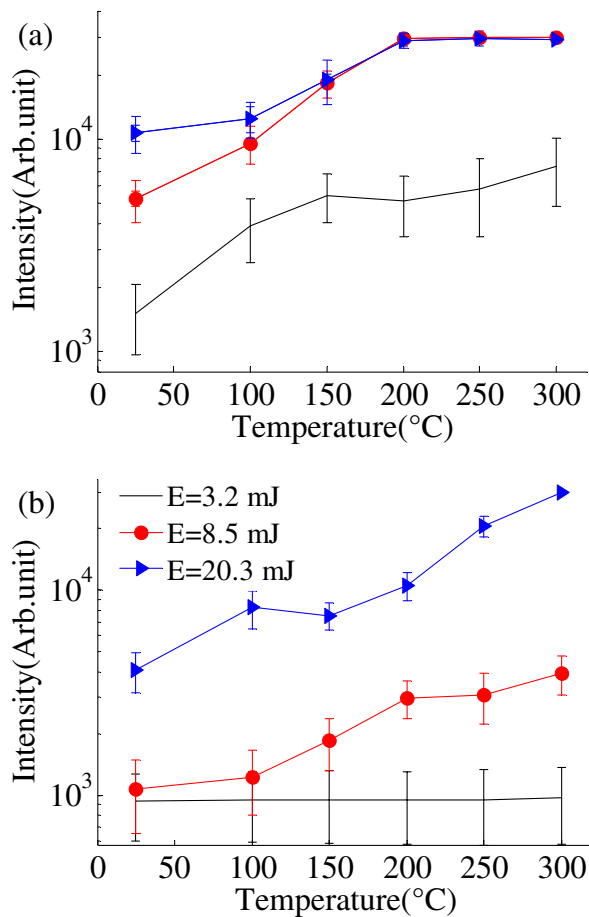 (a)
Intensity(Arb.unit)
10^4
10^3
0 50 100 150 200 250 300
Temperature(°C)
(b)
E=3.2 mJ
E=8.5 mJ
E=20.3 mJ
Intensity(Arb.unit)
10^4
10^3
0 50 100 150 200 250 300
Temperature(°C)